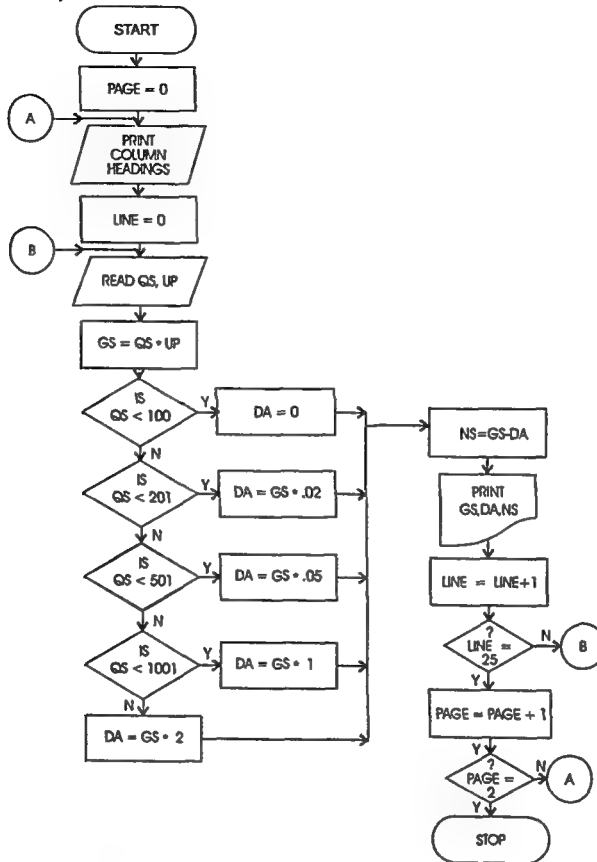 START
PAGE = 0
A
PRINT
COLUMN
HEADINGS
LINE = 0
B
READ QS, UP
GS = QS * UP
IS
QS < 100
Y
DA = 0
N
IS
QS < 201
Y
DA = GS * .02
N
IS
QS < 501
Y
DA = GS * .05
N
IS
QS < 1001
Y
DA = GS * 1
N
DA = GS * 2
NS=GS-DA
PRINT
GS,DA,NS
LINE = LINE+1
?
LINE =
25
N
B
Y
PAGE = PAGE + 1
Y
?
PAGE =
2
N
A
Y
STOP